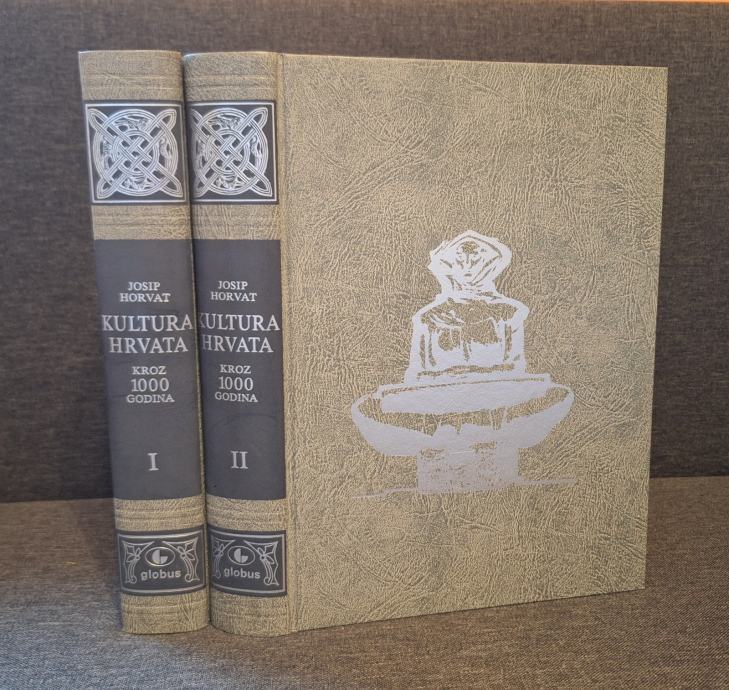 JOSIP
HORVAT
KULTURA
HRVATA
KROZ
1000
GODINA
I
globus
JOSIP
HORVAT
KULTURA
HRVATA
KROZ
1000
GODINA
II
globus